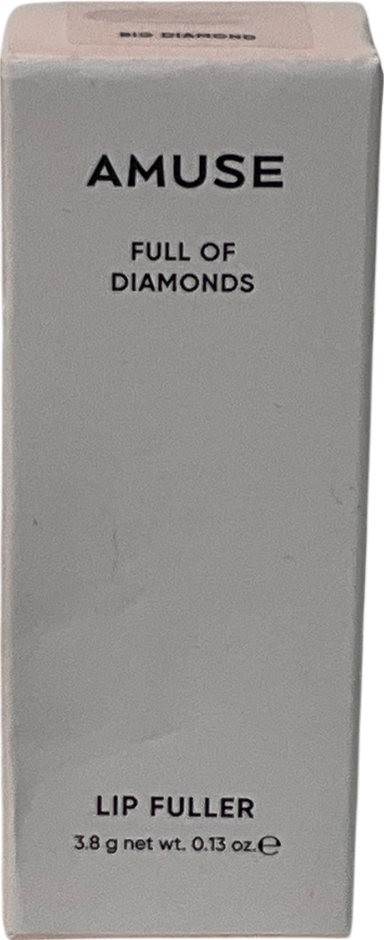 BIG DIAMOND
AMUSE
FULL OF
DIAMONDS
LIP FULLER
3.8 g net wt. 0.13 oz.℮